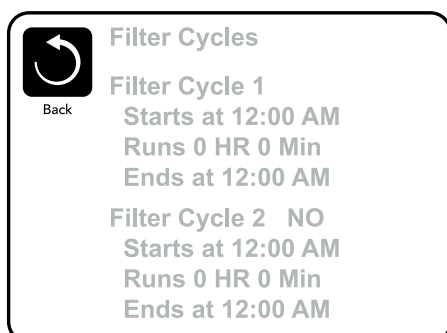 Filter Cycles
Back
Filter Cycle 1
Starts at 12:00 AM
Runs 0 HR 0 Min
Ends at 12:00 AM
Filter Cycle 2 NO
Starts at 12:00 AM
Runs 0 HR 0 Min
Ends at 12:00 AM